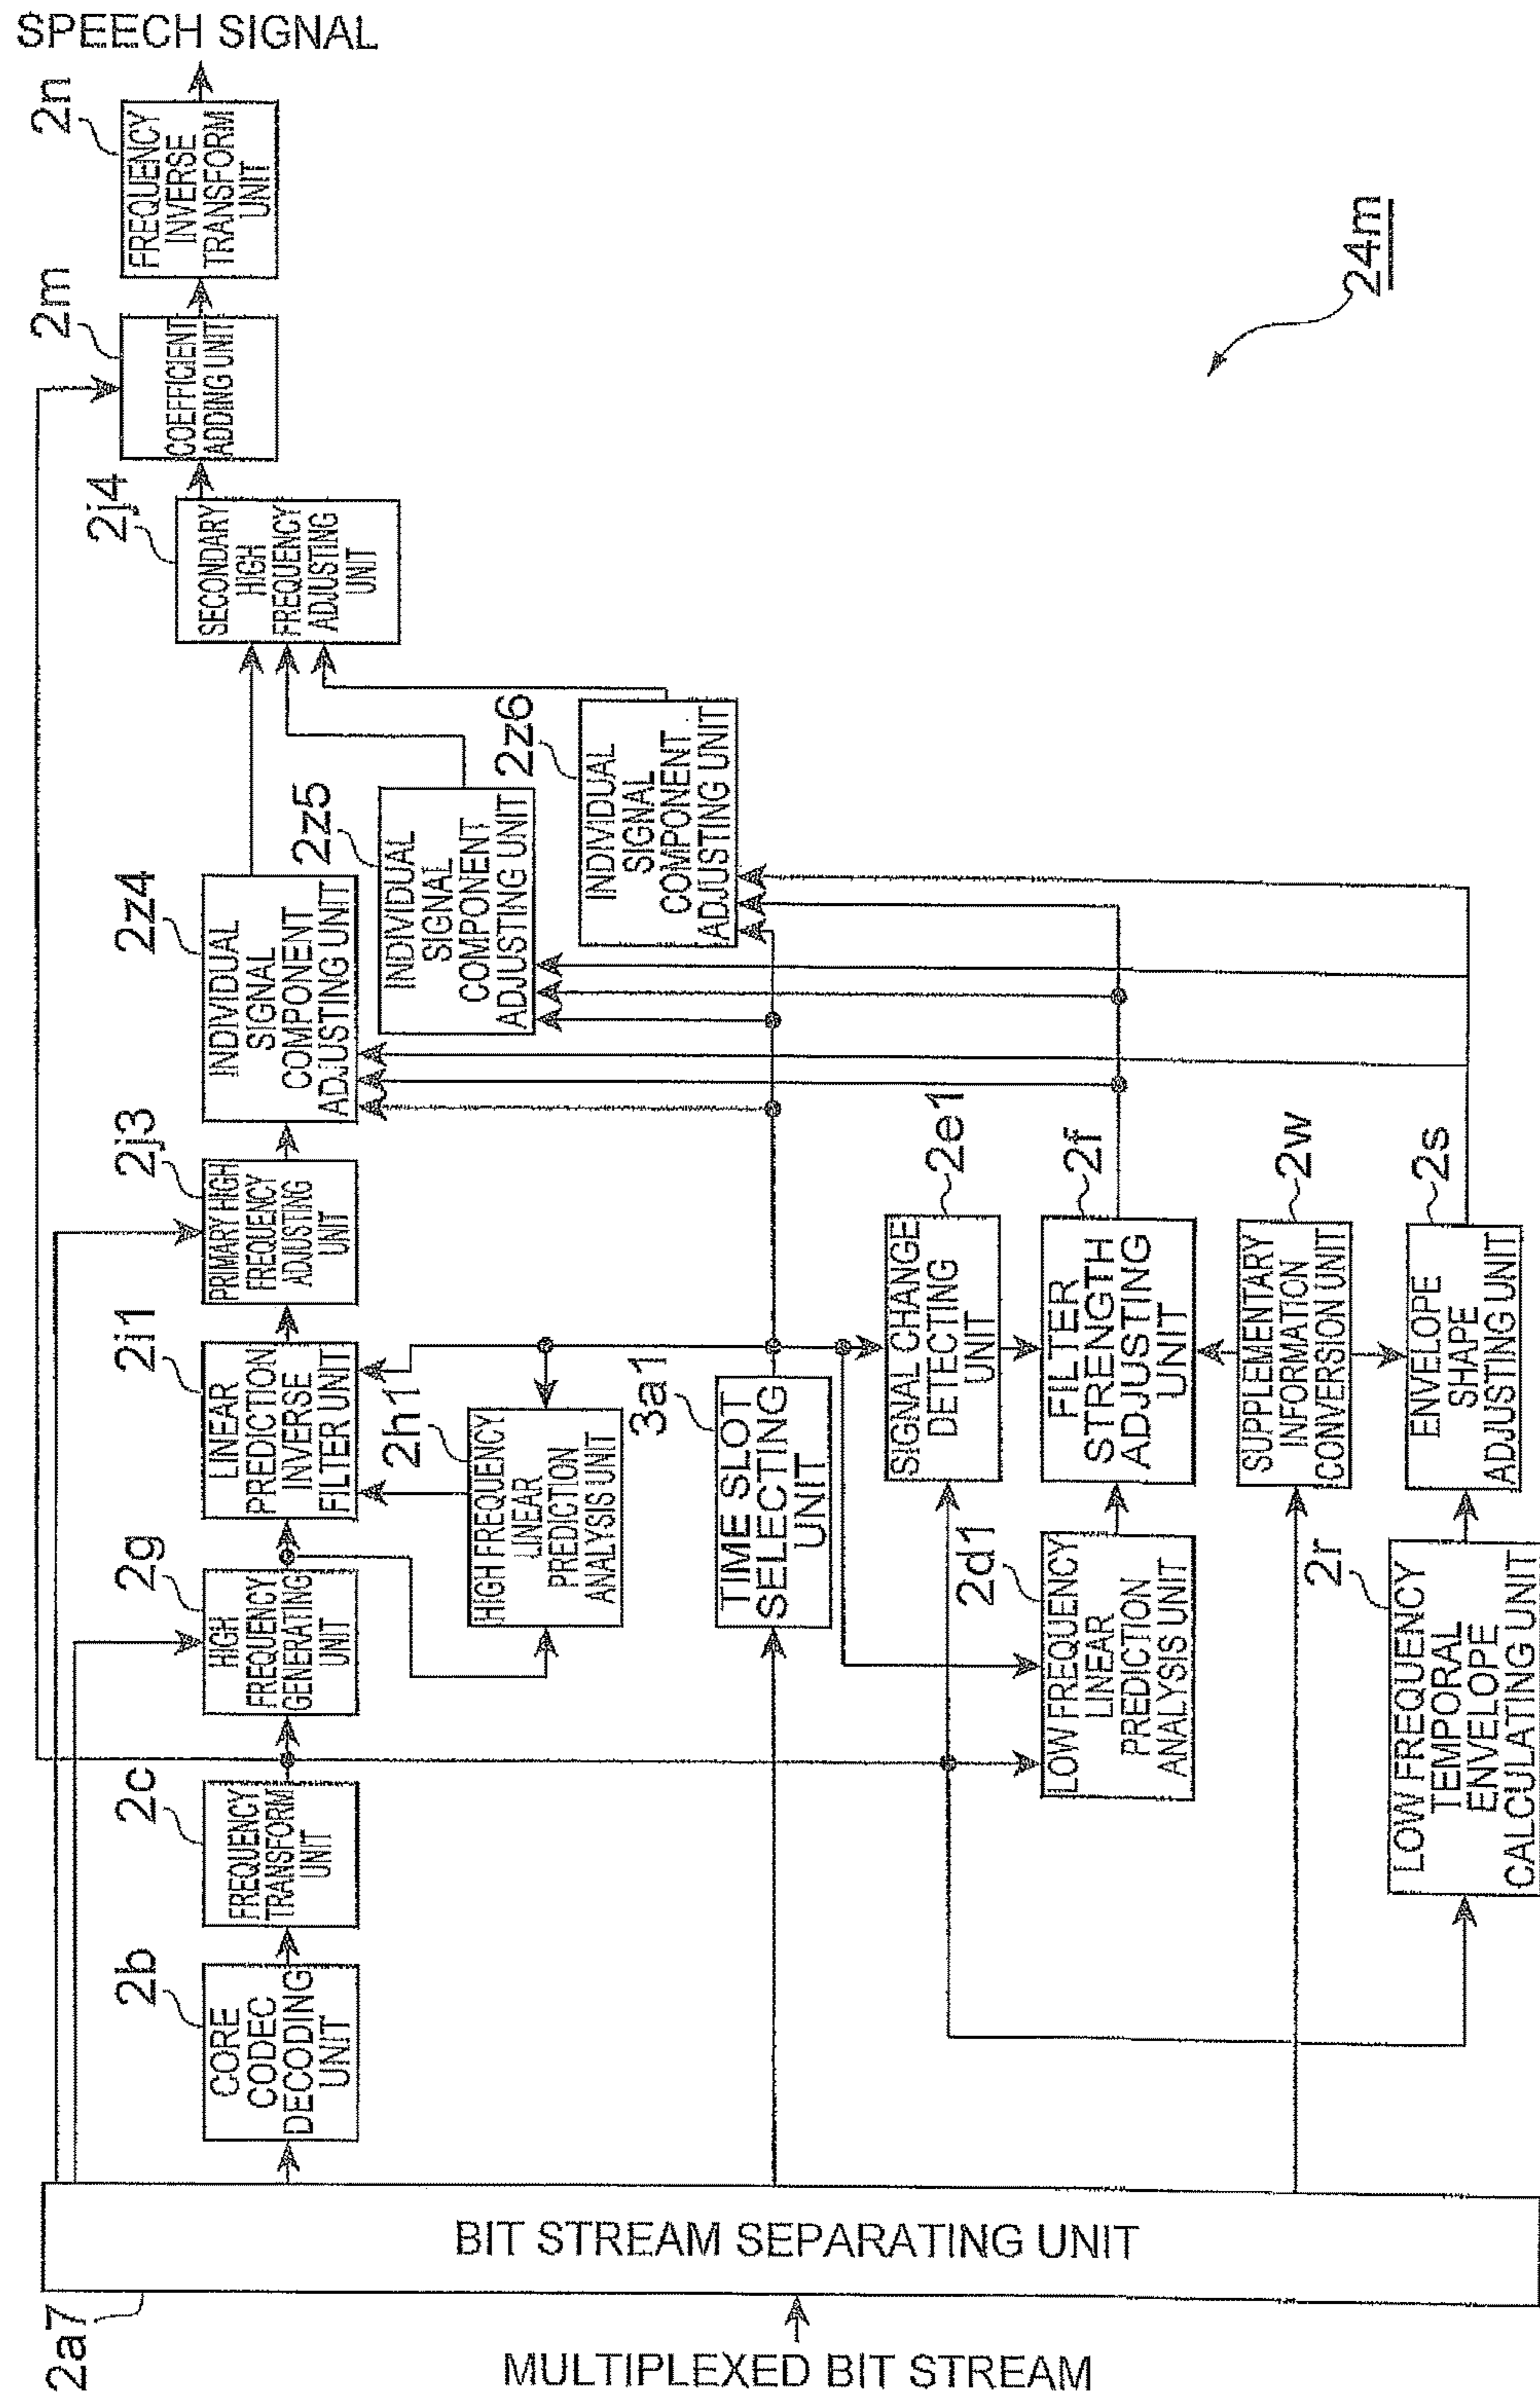 SPEECH SIGNAL
2n
FREQUENCY
INVERSE
TRANSFORM
UNIT
2m
COEFFICIENT
ADDING UNIT
2j4
SECONDARY
HIGH
FREQUENCY
ADJUSTING
UNIT
24m
2z6
INDIVIDUAL
SIGNAL
COMPONENT
ADJUSTING UNIT
2z5
INDIVIDUAL
SIGNAL
COMPONENT
ADJUSTING UNIT
2z4
INDIVIDUAL
SIGNAL
COMPONENT
ADJUSTING UNIT
2j3
PRIMARY HIGH
FREQUENCY
ADJUSTING
UNIT
2i1
LINEAR
PREDICTION
INVERSE
FILTER UNIT
2h1
HIGH FREQUENCY
LINEAR
PREDICTION
ANALYSIS UNIT
3a1
TIME SLOT
SELECTING
UNIT
2e1
SIGNAL CHANGE
DETECTING
UNIT
2f
FILTER
STRENGTH
ADJUSTING
UNIT
2w
SUPPLEMENTARY
INFORMATION
CONVERSION UNIT
2s
ENVELOPE
SHAPE
ADJUSTING UNIT
2g
HIGH
FREQUENCY
GENERATING
UNIT
2d1
LOW FREQUENCY
LINEAR
PREDICTION
ANALYSIS UNIT
2r
LOW FREQUENCY
TEMPORAL
ENVELOPE
CALCULATING UNIT
2c
FREQUENCY
TRANSFORM
UNIT
2b
CORE
CODEC
DECODING
UNIT
BIT STREAM SEPARATING UNIT
2a7
MULTIPLEXED BIT STREAM